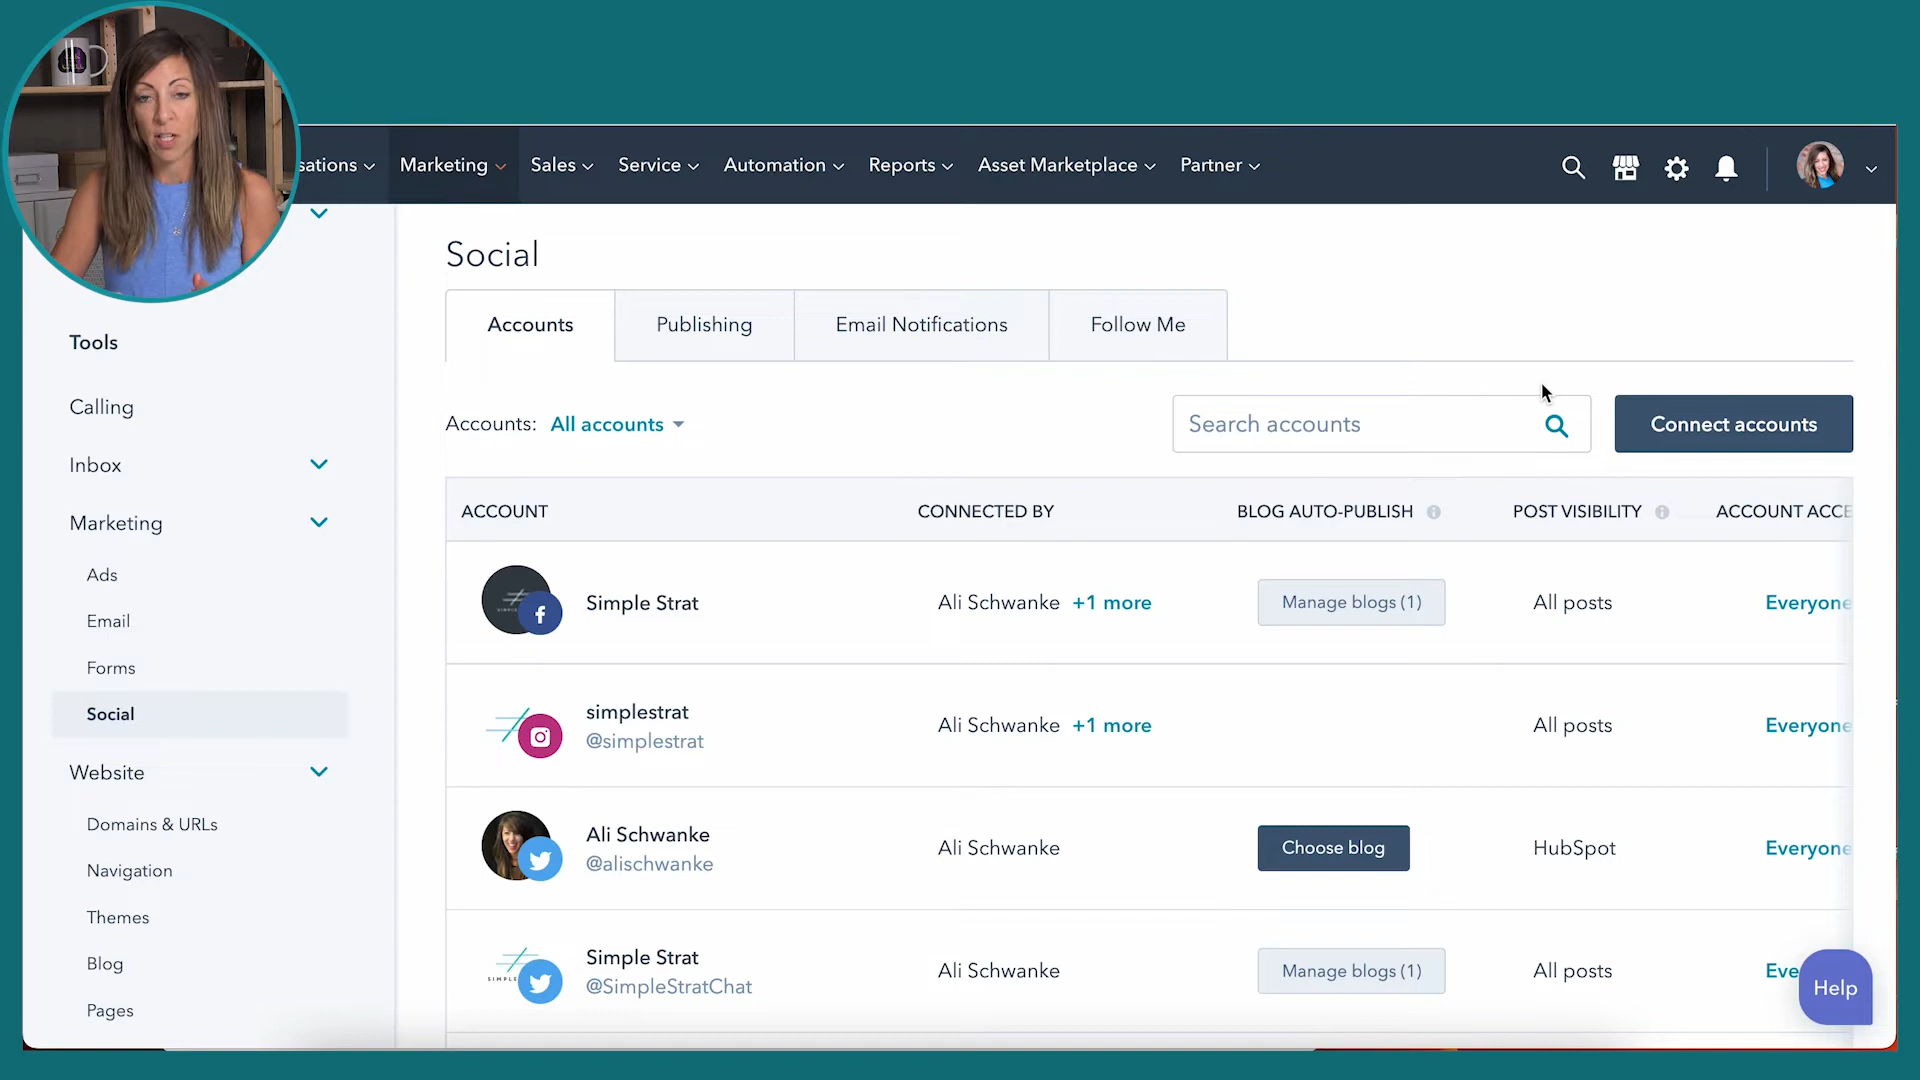 sations
Marketing
Sales
Service
Automation
Reports
Asset Marketplace
Partner
Tools
Calling
Inbox
Marketing
Ads
Email
Forms
Social
Website
Domains & URLs
Navigation
Themes
Blog
Pages
Social
Accounts
Publishing
Email Notifications
Follow Me
Accounts: All accounts
Search accounts
Connect accounts
ACCOUNT CONNECTED BY BLOG AUTO-PUBLISH POST VISIBILITY ACCOUNT ACCE
Simple Strat Ali Schwanke +1 more Manage blogs (1) All posts Everyone
simplestrat
@simplestrat
Ali Schwanke +1 more All posts Everyone
Ali Schwanke
@alischwanke
Ali Schwanke Choose blog HubSpot Everyone
Simple Strat
@SimpleStratChat
Ali Schwanke Manage blogs (1) All posts Eve
Help